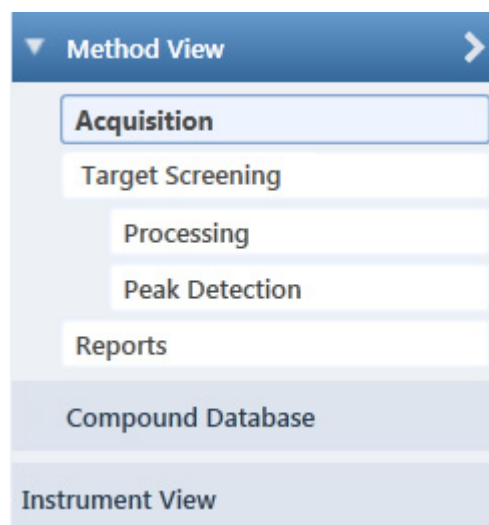 Method View
Acquisition
Target Screening
Processing
Peak Detection
Reports
Compound Database
Instrument View